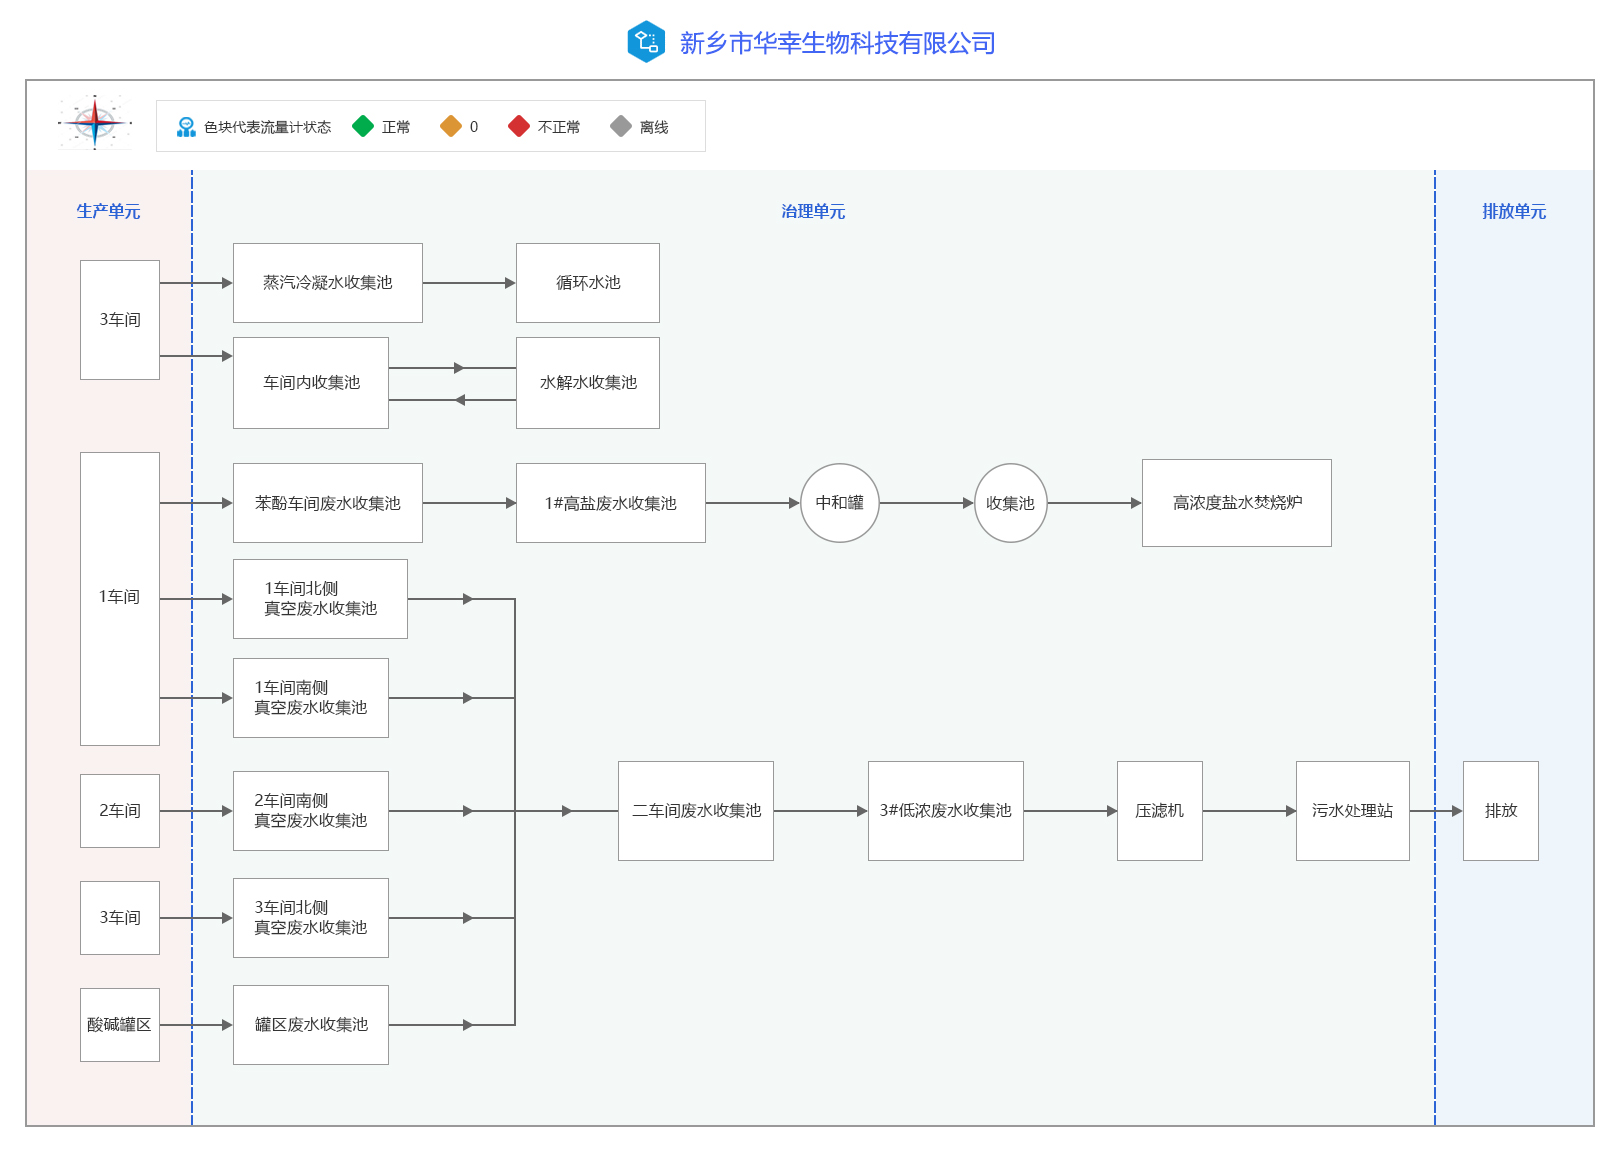 新乡市华幸生物科技有限公司
色块代表流量计状态
正常
0
不正常
离线
生产单元
治理单元
排放单元
3车间
蒸汽冷凝水收集池
循环水池
车间内收集池
水解水收集池
1车间
苯酚车间废水收集池
1#高盐废水收集池
中和罐
收集池
高浓度盐水焚烧炉
1车间北侧
真空废水收集池
1车间南侧
真空废水收集池
2车间
2车间南侧
真空废水收集池
二车间废水收集池
3#低浓废水收集池
压滤机
污水处理站
排放
3车间
3车间北侧
真空废水收集池
酸碱罐区
罐区废水收集池